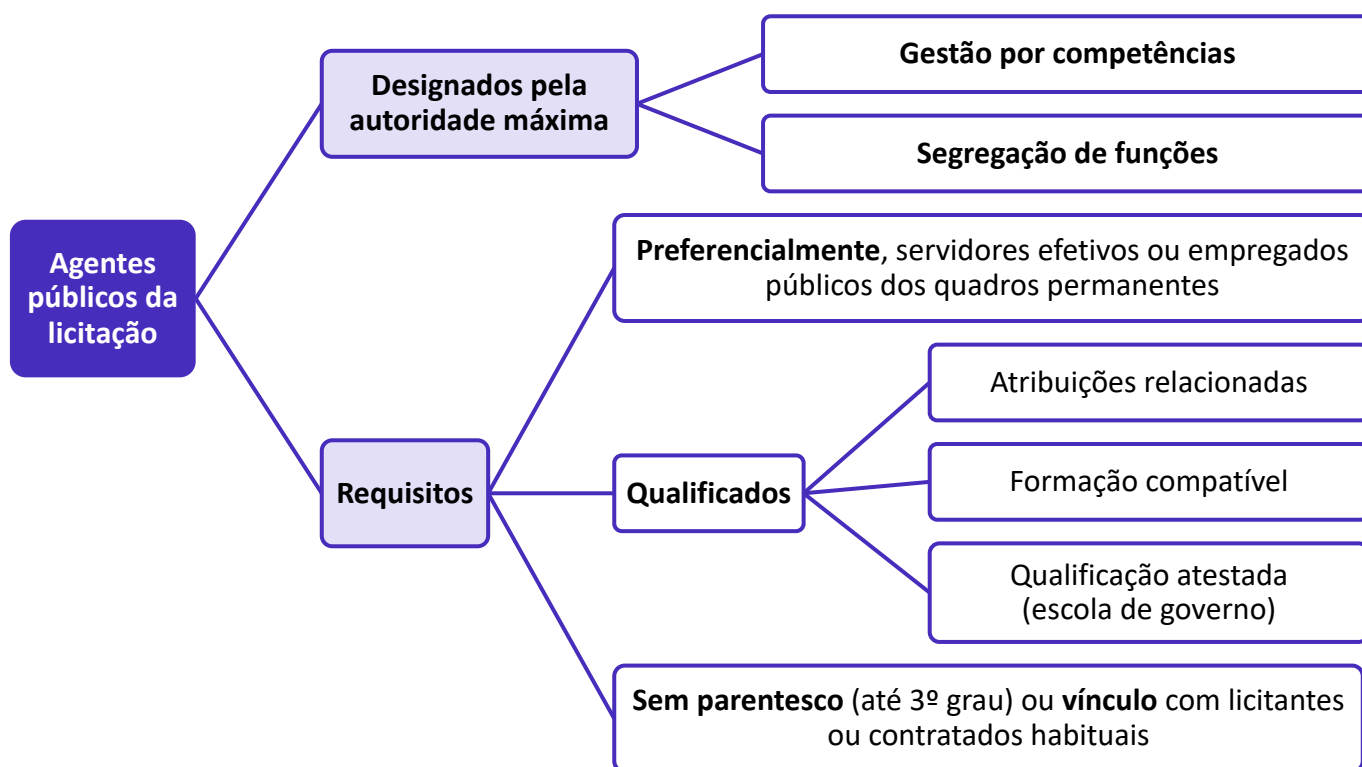 Agentes
públicos da
licitação
Designados pela
autoridade máxima
Gestão por competências
Segregação de funções
Requisitos
Preferencialmente, servidores efetivos ou empregados
públicos dos quadros permanentes
Qualificados
Atribuições relacionadas
Formação compatível
Qualificação atestada
(escola de governo)
Sem parentesco (até 3º grau) ou vínculo com licitantes
ou contratados habituais